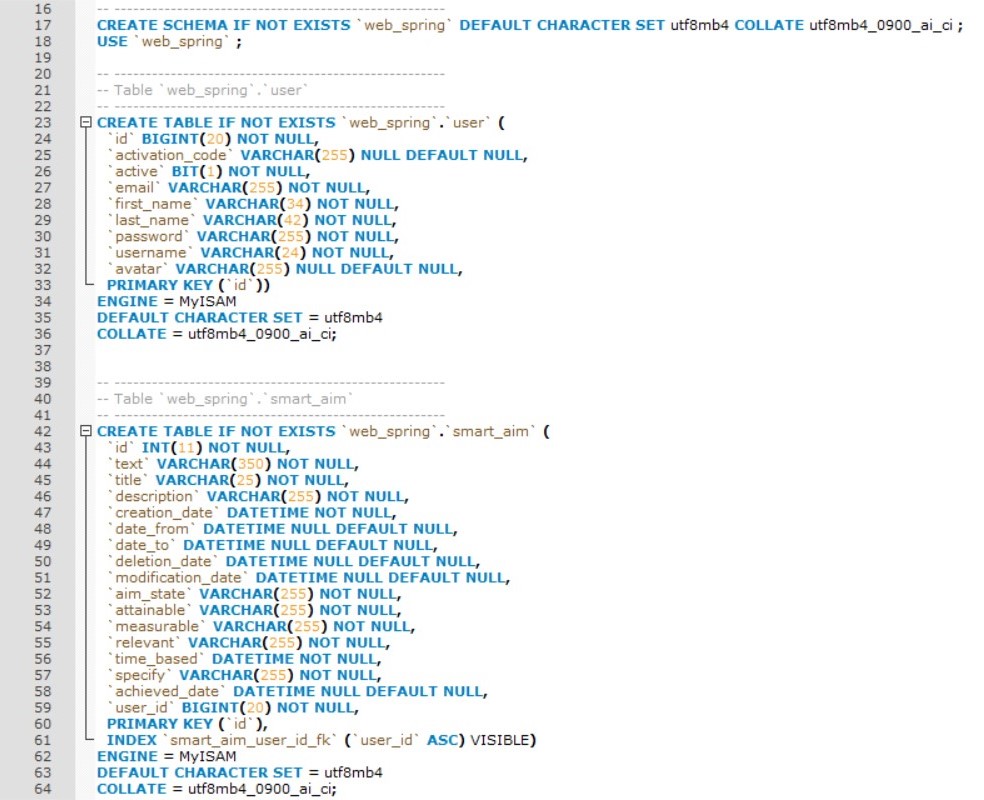 16 -- ----------------------------------------------------
17 CREATE SCHEMA IF NOT EXISTS `web_spring` DEFAULT CHARACTER SET utf8mb4 COLLATE utf8mb4_0900_ai_ci ;
18 USE `web_spring` ;
19
20 -- ----------------------------------------------------
21 -- Table `web_spring`.`user`
22 -- ----------------------------------------------------
23 CREATE TABLE IF NOT EXISTS `web_spring`.`user` (
24 `id` BIGINT(20) NOT NULL,
25 `activation_code` VARCHAR(255) NULL DEFAULT NULL,
26 `active` BIT(1) NOT NULL,
27 `email` VARCHAR(255) NOT NULL,
28 `first_name` VARCHAR(34) NOT NULL,
29 `last_name` VARCHAR(42) NOT NULL,
30 `password` VARCHAR(255) NOT NULL,
31 `username` VARCHAR(24) NOT NULL,
32 `avatar` VARCHAR(255) NULL DEFAULT NULL,
33 PRIMARY KEY (`id`))
34 ENGINE = MyISAM
35 DEFAULT CHARACTER SET = utf8mb4
36 COLLATE = utf8mb4_0900_ai_ci;
37
38
39 -- ----------------------------------------------------
40 -- Table `web_spring`.`smart_aim`
41 -- ----------------------------------------------------
42 CREATE TABLE IF NOT EXISTS `web_spring`.`smart_aim` (
43 `id` INT(11) NOT NULL,
44 `text` VARCHAR(350) NOT NULL,
45 `title` VARCHAR(25) NOT NULL,
46 `description` VARCHAR(255) NOT NULL,
47 `creation_date` DATETIME NOT NULL,
48 `date_from` DATETIME NULL DEFAULT NULL,
49 `date_to` DATETIME NULL DEFAULT NULL,
50 `deletion_date` DATETIME NULL DEFAULT NULL,
51 `modification_date` DATETIME NULL DEFAULT NULL,
52 `aim_state` VARCHAR(255) NOT NULL,
53 `attainable` VARCHAR(255) NOT NULL,
54 `measurable` VARCHAR(255) NOT NULL,
55 `relevant` VARCHAR(255) NOT NULL,
56 `time_based` DATETIME NOT NULL,
57 `specify` VARCHAR(255) NOT NULL,
58 `achieved_date` DATETIME NULL DEFAULT NULL,
59 `user_id` BIGINT(20) NOT NULL,
60 PRIMARY KEY (`id`),
61 INDEX `smart_aim_user_id_fk` (`user_id` ASC) VISIBLE)
62 ENGINE = MyISAM
63 DEFAULT CHARACTER SET = utf8mb4
64 COLLATE = utf8mb4_0900_ai_ci;